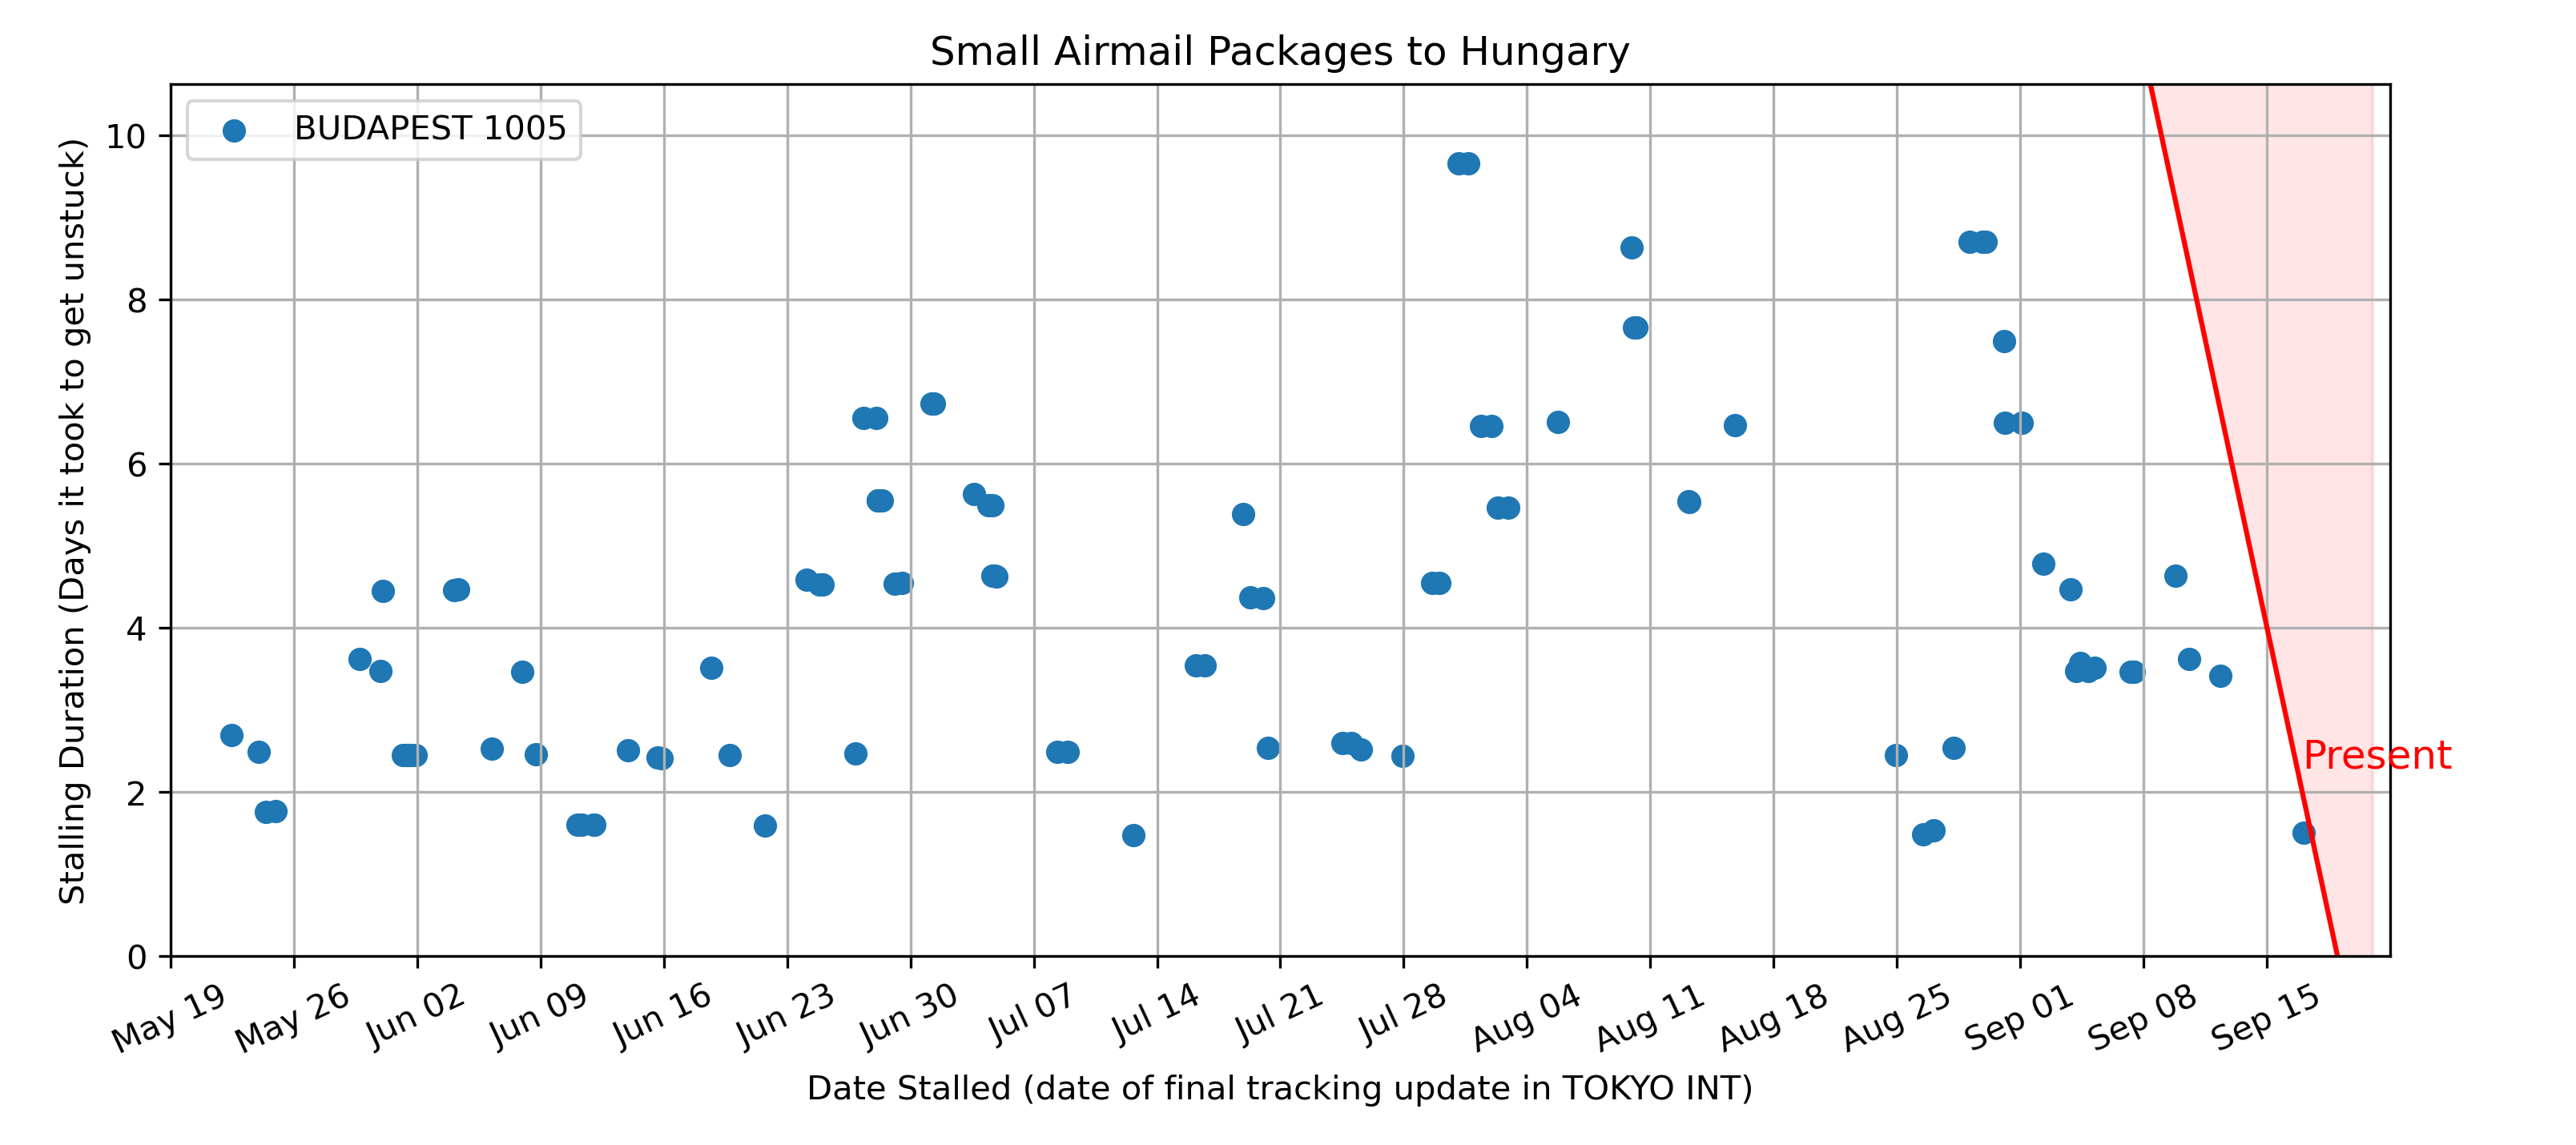 Small Airmail Packages to Hungary
BUDAPEST 1005
Stalling Duration (Days it took to get unstuck)
10
8
6
4
2
0
Present
May 19
May 26
Jun 02
Jun 09
Jun 16
Jun 23
Jun 30
Jul 07
Jul 14
Jul 21
Jul 28
Aug 04
Aug 11
Aug 18
Aug 25
Sep 01
Sep 08
Sep 15
Date Stalled (date of final tracking update in TOKYO INT)